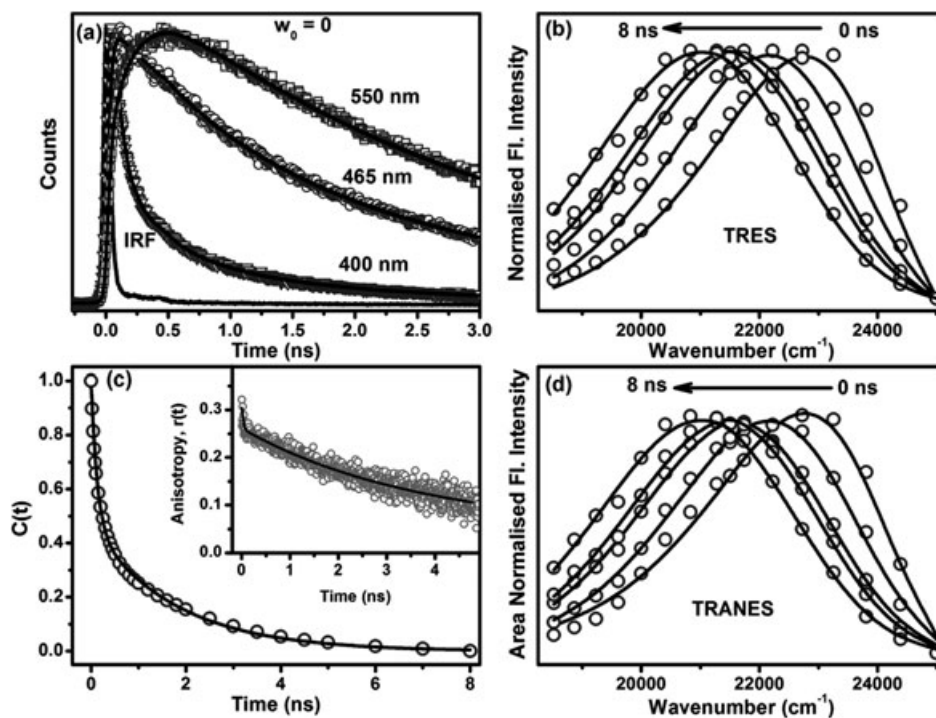 (a)
w₀ = 0
550 nm
465 nm
400 nm
IRF
Counts
0.0 0.5 1.0 1.5 2.0 2.5 3.0
Time (ns)
(b)
8 ns
0 ns
TRES
Normalised Fl. Intensity
20000 22000 24000
Wavenumber (cm⁻¹)
(c)
C(t)
1.0
0.8
0.6
0.4
0.2
0.0
0 2 4 6 8
Time (ns)
Anisotropy, r(t)
0.3
0.2
0.1
0.0
0 1 2 3 4
Time (ns)
(d)
8 ns
0 ns
TRANES
Area Normalised Fl. Intensity
20000 22000 24000
Wavenumber (cm⁻¹)